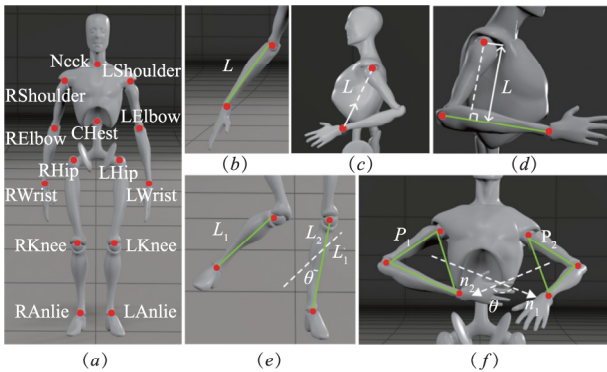 Neck
LShoulder
RShoulder
LElbow
RElbow
CHest
RHip
LHip
RWrist
LWrist
RKnee
LKnee
RAnlie
LAnlie
(a)
L
(b)
L
(c)
L
(d)
L₁
L₂
L₁
θ
(e)
P₁
P₂
n₂
n₁
θ
(f)